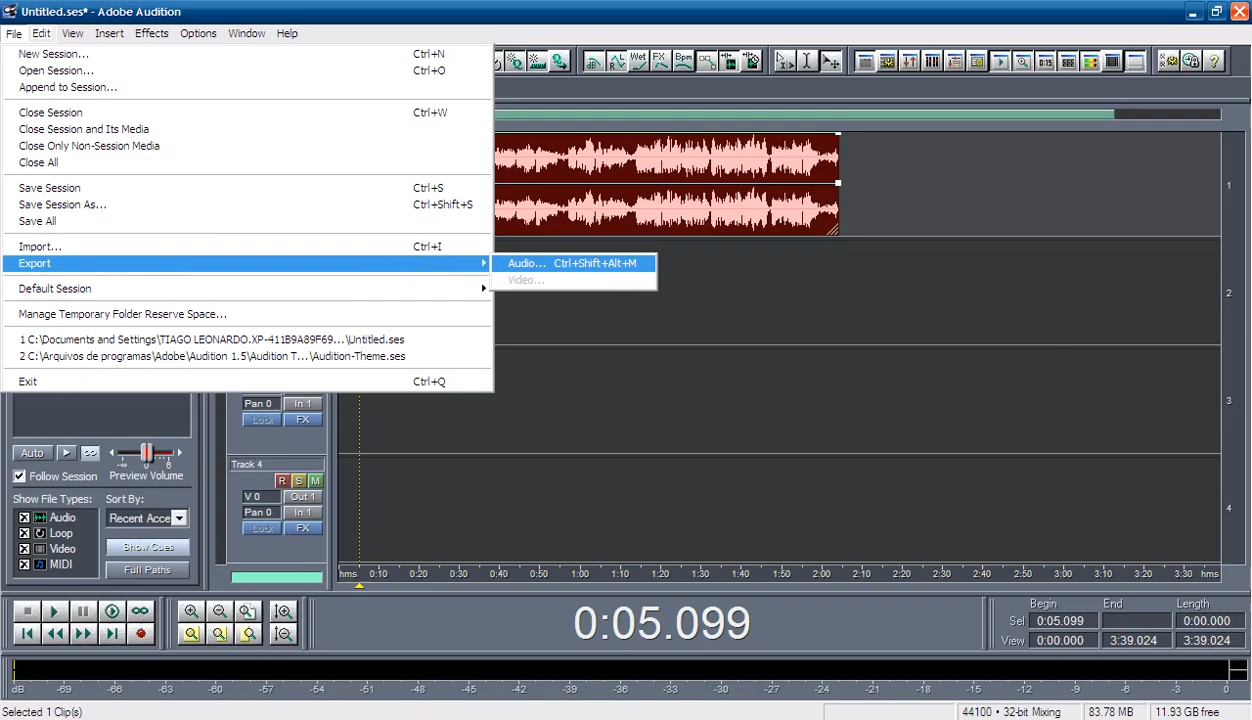 Untitled.ses* - Adobe Audition
File Edit View Insert Effects Options Window Help
New Session... Ctrl+N
Open Session... Ctrl+O
Append to Session...
Close Session Ctrl+W
Close Session and Its Media
Close Only Non-Session Media
Close All
Save Session Ctrl+S
Save Session As... Ctrl+Shift+S
Save All
Import... Ctrl+I
Export
Audio... Ctrl+Shift+Alt+M
Video...
Default Session
Manage Temporary Folder Reserve Space...
1 C:\Documents and Settings\TIAGO LEONARDO.XP-411B9A89F69...\Untitled.ses
2 C:\Arquivos de programas\Adobe\Audition 1.5\Audition T...\Audition-Theme.ses
Exit Ctrl+Q
Wet FX Bpm
1
2
3
4
Pan 0 In 1
Lock FX
Track 4
R S M
V 0 Out 1
Pan 0 In 1
Lock FX
Auto
-∞ 0 6
Follow Session Preview Volume
Show File Types: Sort By:
Audio Recent Acce
Loop
Video Show Cues
MIDI Full Paths
hms 0:10 0:20 0:30 0:40 0:50 1:00 1:10 1:20 1:30 1:40 1:50 2:00 2:10 2:20 2:30 2:40 2:50 3:00 3:10 3:20 3:30 hms
0:05.099
Begin End Length
Sel 0:05.099 0:00.000
View 0:00.000 3:39.024 3:39.024
dB -69 -66 -63 -60 -57 -54 -51 -48 -45 -42 -39 -36 -33 -30 -27 -24 -21 -18 -15 -12 -9 -6 -3 0
Selected 1 Clip(s) 44100 • 32-bit Mixing 83.78 MB 11.93 GB free